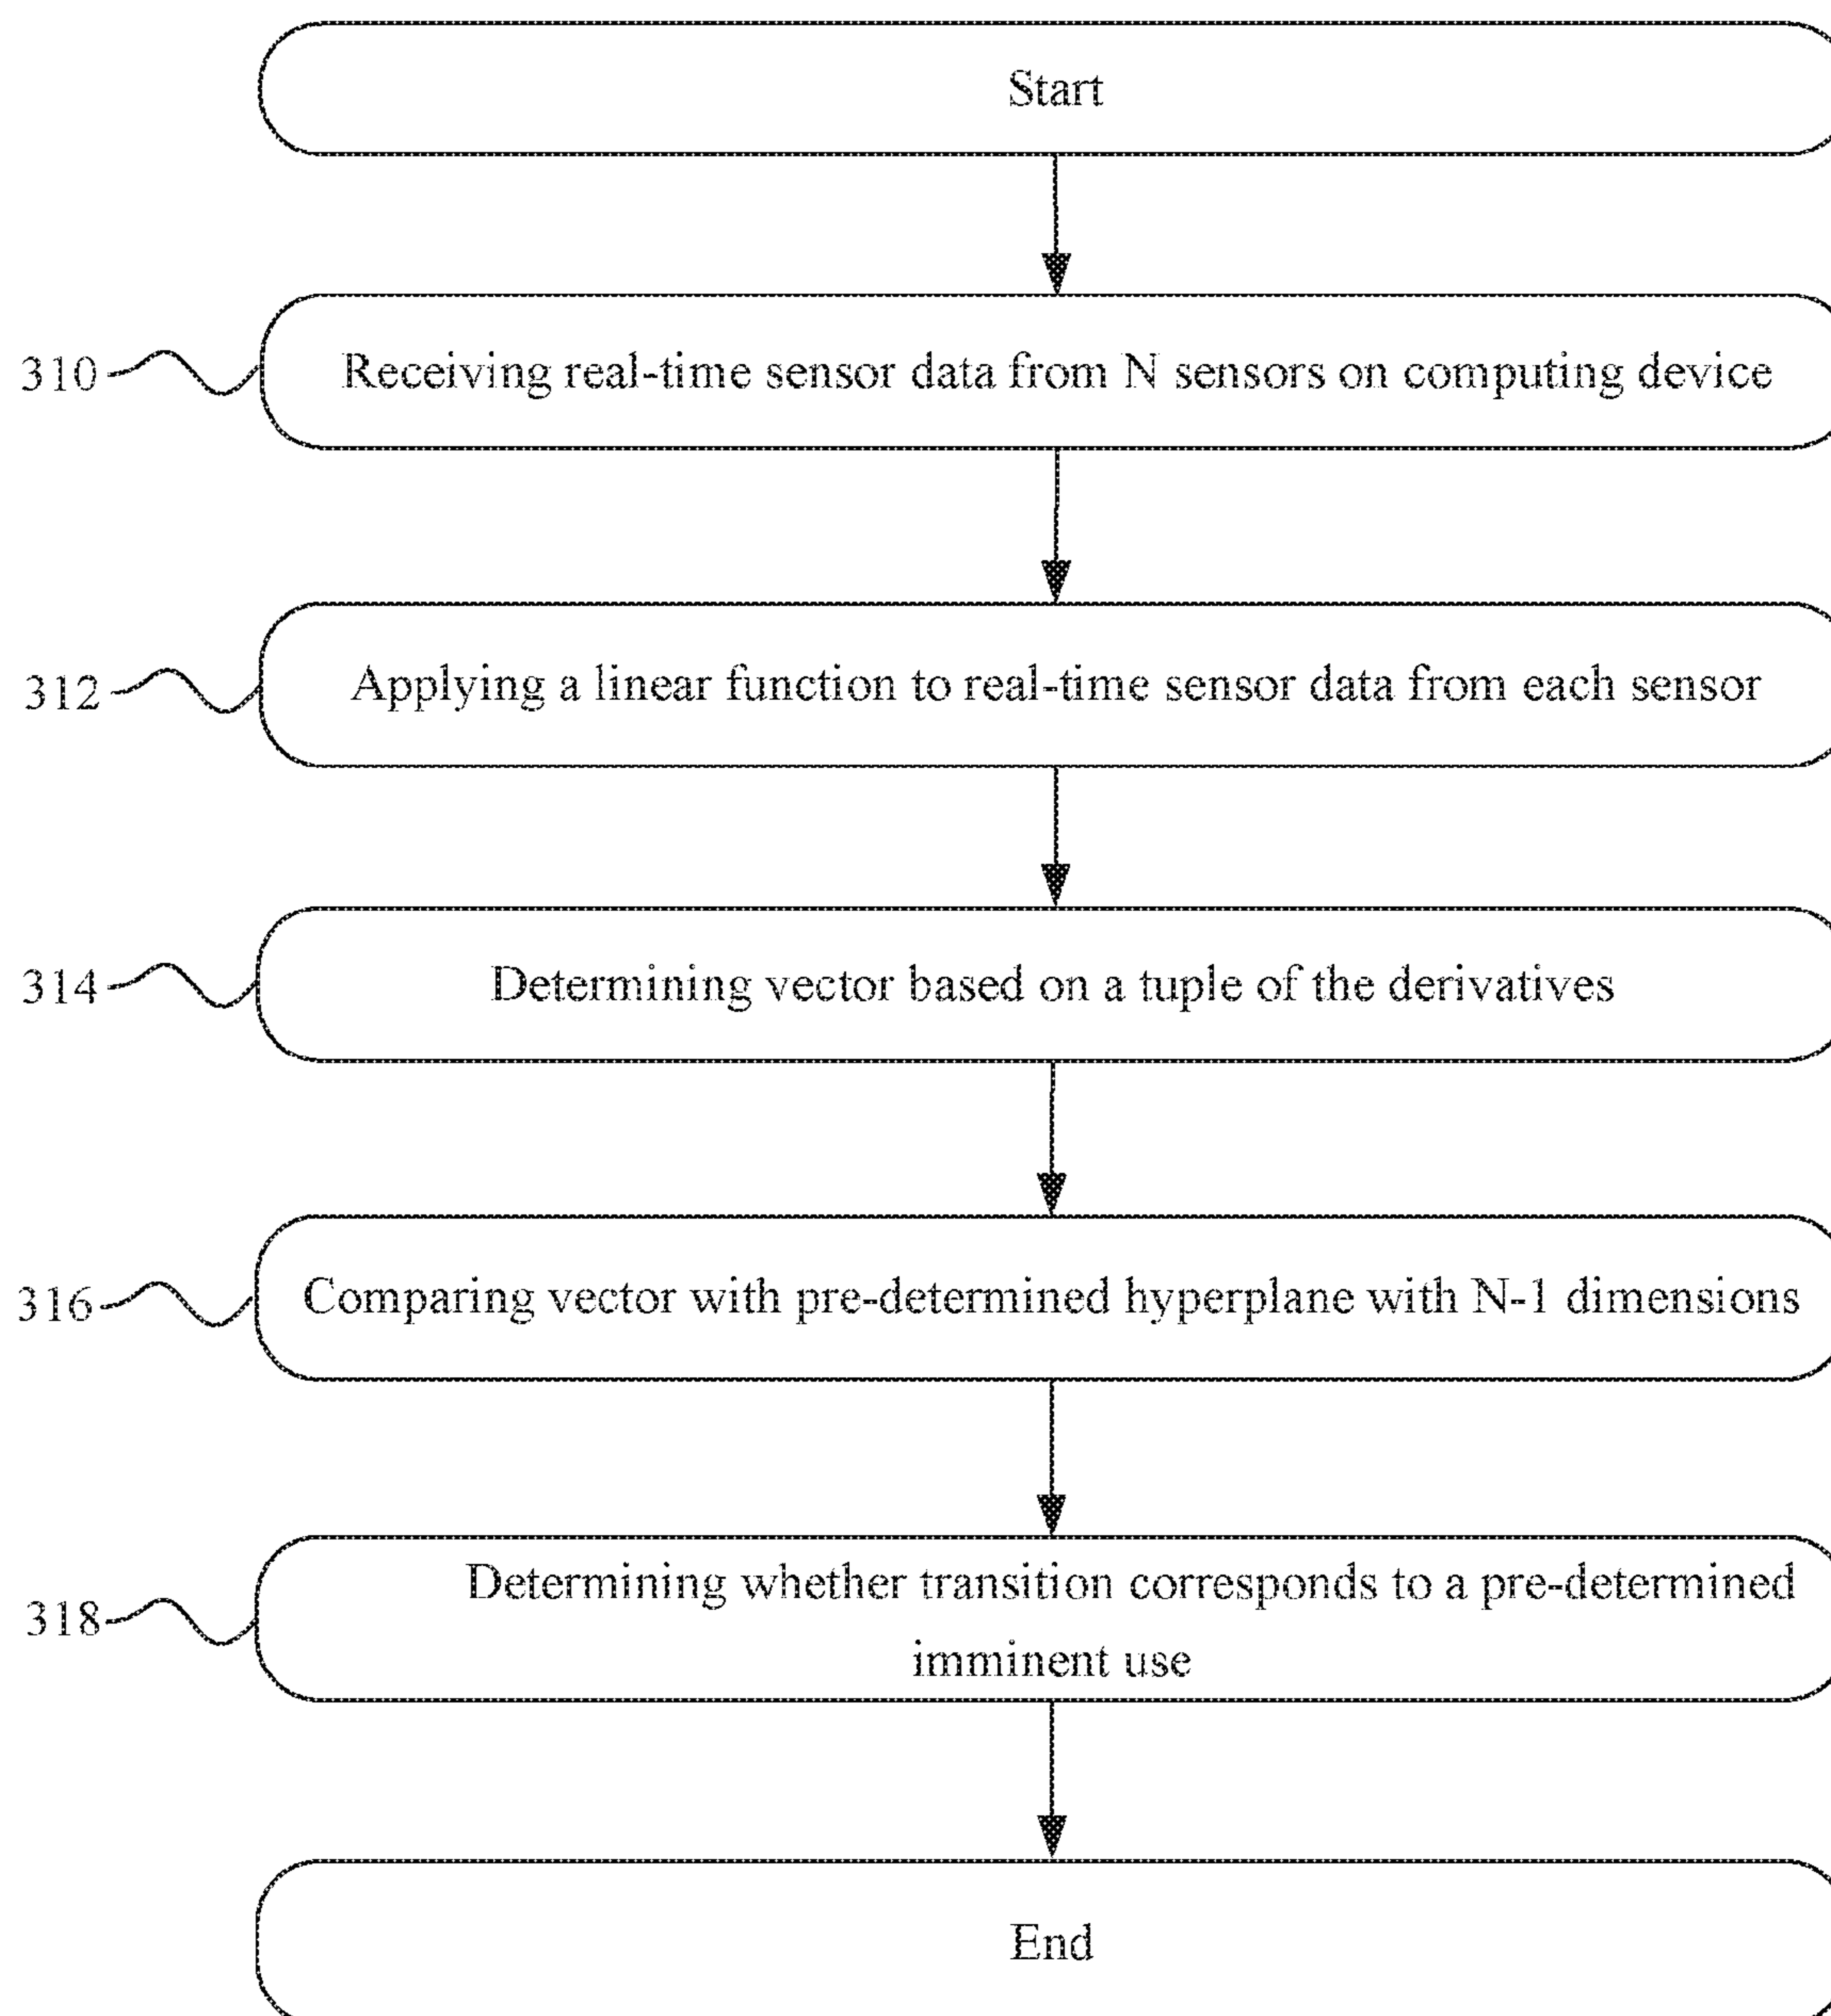 Start
310
Receiving real-time sensor data from N sensors on computing device
312
Applying a linear function to real-time sensor data from each sensor
314
Determining vector based on a tuple of the derivatives
316
Comparing vector with pre-determined hyperplane with N-1 dimensions
318
Determining whether transition corresponds to a pre-determined
imminent use
End